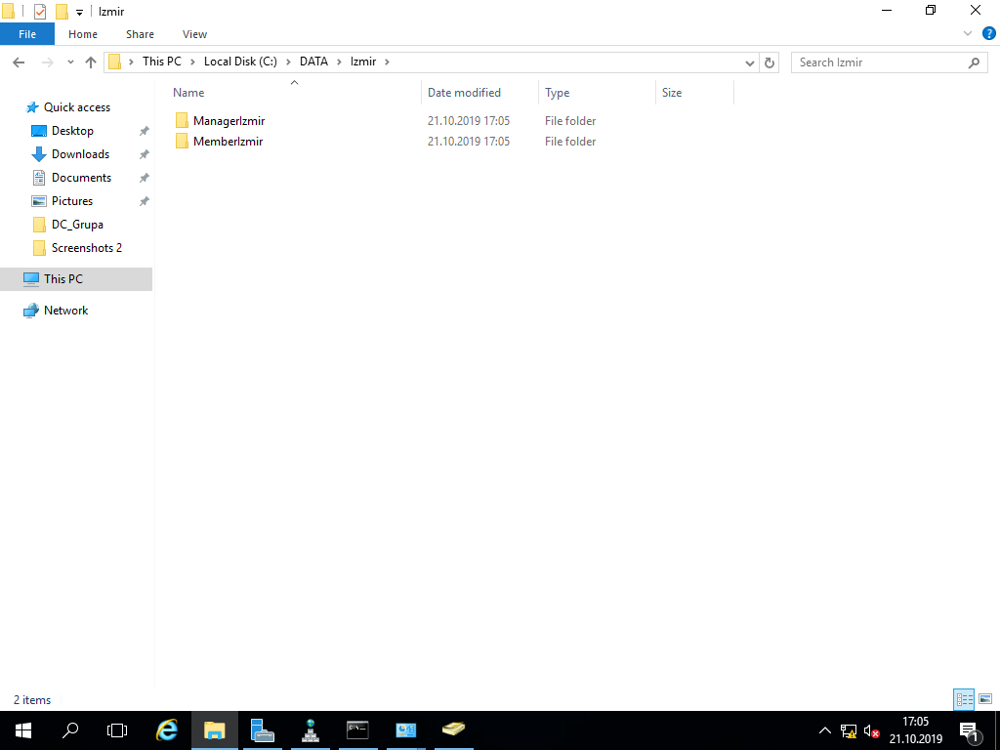 Izmir
File Home Share View
This PC Local Disk (C:) DATA Izmir Search Izmir
Name Date modified Type Size
Quick access
Desktop
Downloads
Documents
Pictures
DC_Grupa
Screenshots 2
This PC
Network
ManagerIzmir 21.10.2019 17:05 File folder
MemberIzmir 21.10.2019 17:05 File folder
2 items
17:05
21.10.2019
1